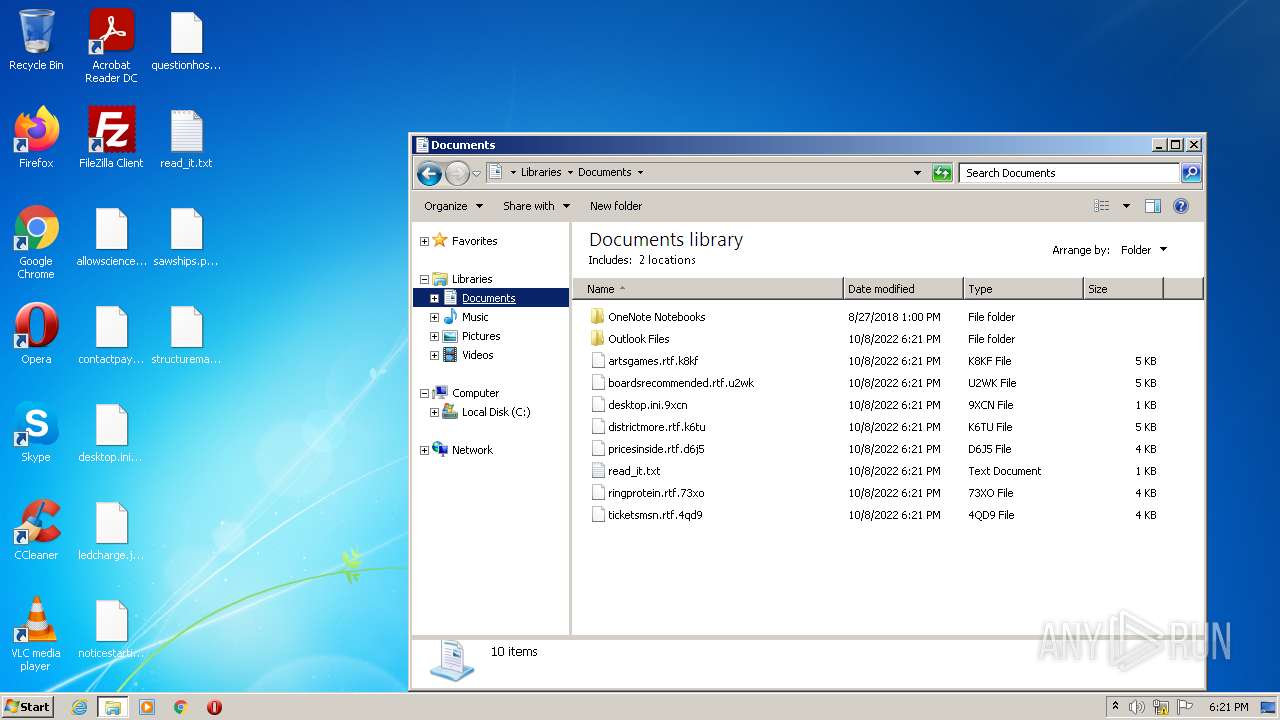 Recycle Bin
Acrobat Reader DC
questionhos...
Firefox
FileZilla Client
read_it.txt
Google Chrome
allowscience...
sawships.p...
Opera
contactpay...
structurema...
Skype
desktop.ini...
CCleaner
ledcharge.j...
VLC media player
noticestarti...
Documents
Libraries Documents
Search Documents
Organize Share with New folder
Favorites
Libraries
Documents
Music
Pictures
Videos
Computer
Local Disk (C:)
Network
Documents library
Includes: 2 locations
Arrange by: Folder
Name Date modified Type Size
OneNote Notebooks 8/27/2018 1:00 PM File folder
Outlook Files 10/8/2022 6:21 PM File folder
artsgames.rtf.k8kf 10/8/2022 6:21 PM K8KF File 5 KB
boardsrecommended.rtf.u2wk 10/8/2022 6:21 PM U2WK File 3 KB
desktop.ini.9xcn 10/8/2022 6:21 PM 9XCN File 1 KB
districtmore.rtf.k6tu 10/8/2022 6:21 PM K6TU File 5 KB
pricesinside.rtf.d6j5 10/8/2022 6:21 PM D6J5 File 4 KB
read_it.txt 10/8/2022 6:21 PM Text Document 1 KB
ringprotein.rtf.73xo 10/8/2022 6:21 PM 73XO File 4 KB
ticketsmsn.rtf.4qd9 10/8/2022 6:21 PM 4QD9 File 4 KB
10 items
ANY RUN
Start
6:21 PM